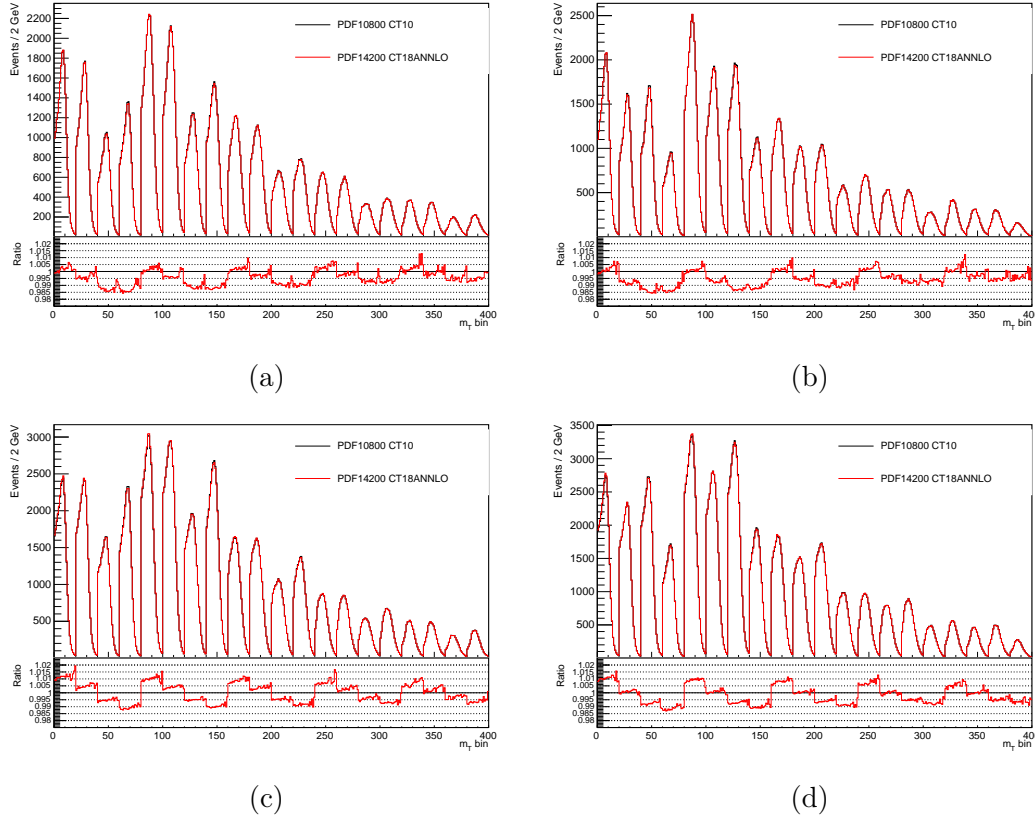 Events / 2 GeV
2200
2000
1800
1600
1400
1200
1000
800
600
400
200
PDF10800 CT10
PDF14200 CT18ANNLO
Ratio
1.02
1.015
1.01
1.005
1
0.995
0.99
0.985
0.98
0 50 100 150 200 250 300 350 400
m_T bin
(a)
Events / 2 GeV
2500
2000
1500
1000
500
PDF10800 CT10
PDF14200 CT18ANNLO
Ratio
1.02
1.015
1.01
1.005
1
0.995
0.99
0.985
0.98
0 50 100 150 200 250 300 350 400
m_T bin
(b)
Events / 2 GeV
3000
2500
2000
1500
1000
500
PDF10800 CT10
PDF14200 CT18ANNLO
Ratio
1.02
1.015
1.01
1.005
1
0.995
0.99
0.985
0.98
0 50 100 150 200 250 300 350 400
m_T bin
(c)
Events / 2 GeV
3500
3000
2500
2000
1500
1000
500
PDF10800 CT10
PDF14200 CT18ANNLO
Ratio
1.02
1.015
1.01
1.005
1
0.995
0.99
0.985
0.98
0 50 100 150 200 250 300 350 400
m_T bin
(d)